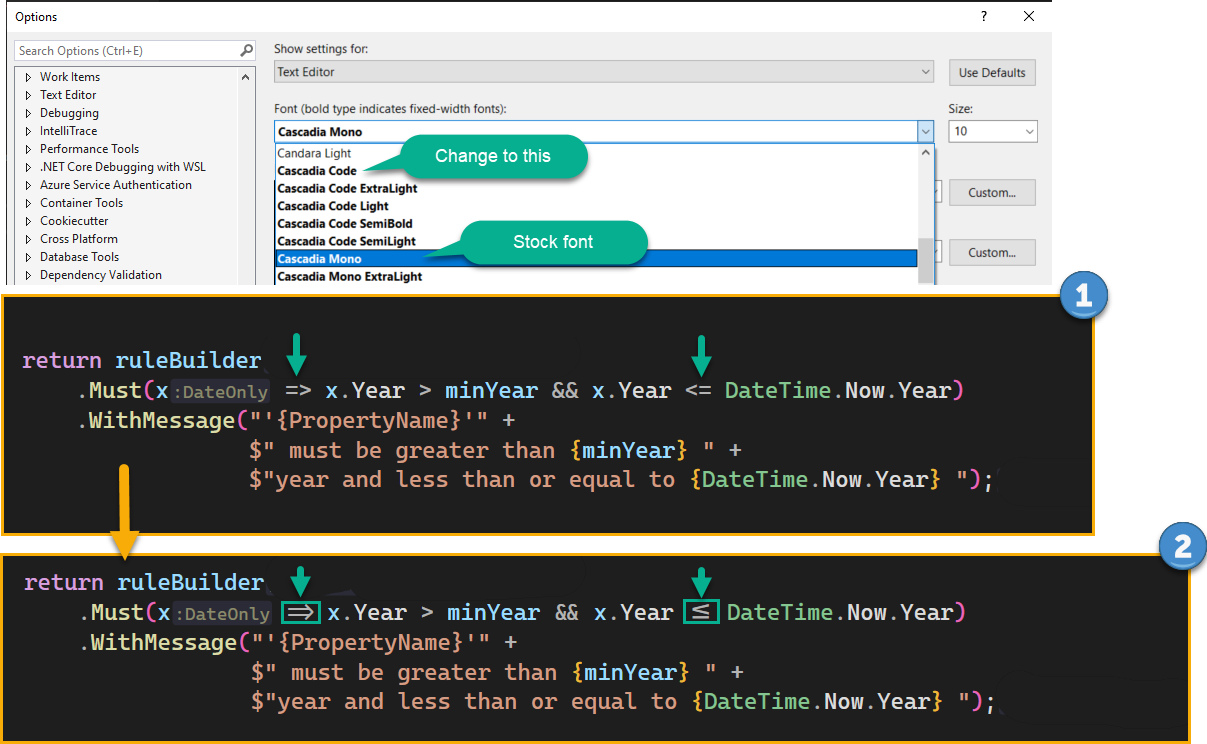 Options
?
Search Options (Ctrl+E)
Work Items
Text Editor
Debugging
IntelliTrace
Performance Tools
.NET Core Debugging with WSL
Azure Service Authentication
Container Tools
Cookiecutter
Cross Platform
Database Tools
Dependency Validation
Show settings for:
Text Editor
Use Defaults
Font (bold type indicates fixed-width fonts):
Size:
Cascadia Mono
10
Candara Light
Cascadia Code
Cascadia Code ExtraLight
Cascadia Code Light
Cascadia Code SemiBold
Cascadia Code SemiLight
Cascadia Mono
Cascadia Mono ExtraLight
Change to this
Stock font
Custom...
Custom...
1
return ruleBuilder
.Must(x :DateOnly => x.Year > minYear && x.Year <= DateTime.Now.Year)
.WithMessage("'{PropertyName}'" +
$" must be greater than {minYear} " +
$"year and less than or equal to {DateTime.Now.Year} ");
2
return ruleBuilder
.Must(x :DateOnly ⇒ x.Year > minYear && x.Year ≤ DateTime.Now.Year)
.WithMessage("'{PropertyName}'" +
$" must be greater than {minYear} " +
$"year and less than or equal to {DateTime.Now.Year} ");